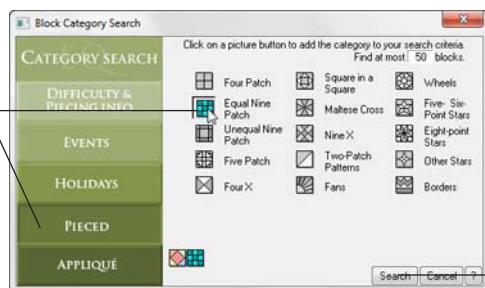 Block Category Search
CATEGORY SEARCH
DIFFICULTY &
PIECING INFO
EVENTS
HOLIDAYS
PIECED
APPLIQUÉ
Click on a picture button to add the category to your search criteria.
Find at most 50 blocks.
Four Patch
Square in a
Square
Wheels
Equal Nine
Patch
Maltese Cross
Five- Six-
Point Stars
Unequal Nine
Patch
Nine X
Eight-point
Stars
Five Patch
Two-Patch
Patterns
Other Stars
Four X
Fans
Borders
Search
Cancel
?